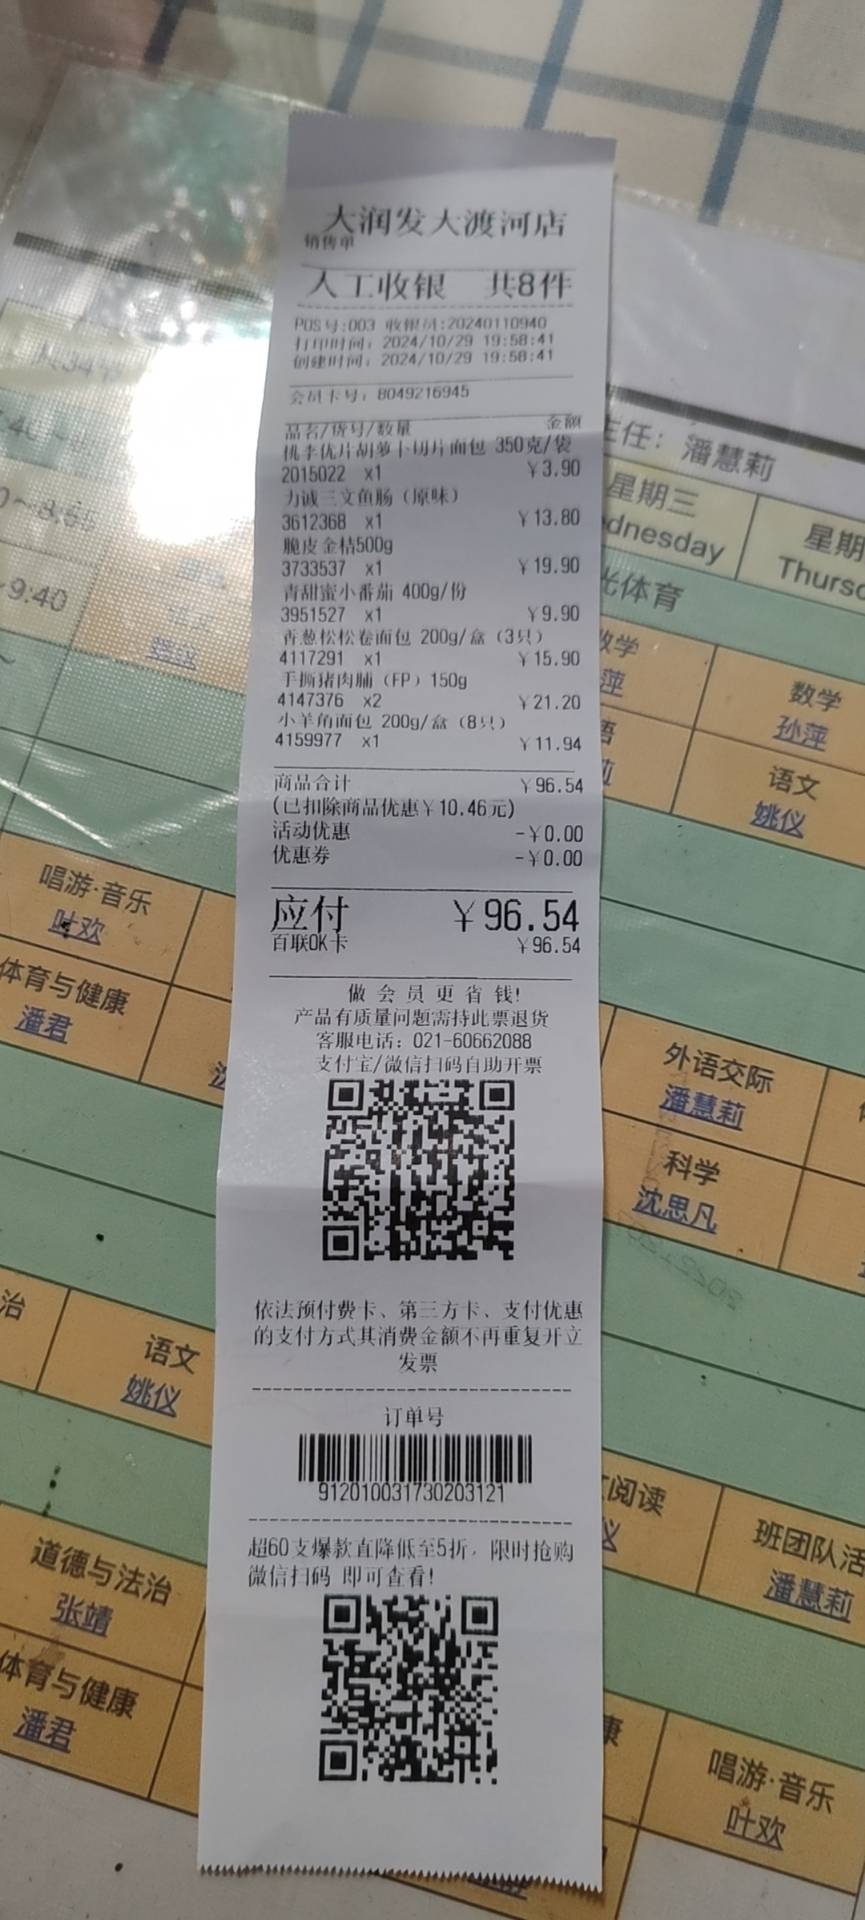 大润发大渡河店
销售单
人工收银 共8件
POS号:003 收银员:20240110940
打印时间: 2024/10/29 19:58:41
创建时间: 2024/10/29 19:58:41
会员卡号: 8049216945
品名/货号/数量 金额
桃李优片胡萝卜切片面包 350克/袋
2015022 x1 ¥3.90
力诚三文鱼肠（原味）
3612368 x1 ¥13.80
脆皮金桔500g
3733537 x1 ¥19.90
青甜蜜小番茄 400g/份
3951527 x1 ¥9.90
香葱松松卷面包 200g/盒（3只）
4117291 x1 ¥15.90
手撕猪肉脯（FP）150g
4147376 x2 ¥21.20
小羊角面包 200g/盒（8只）
4159977 x1 ¥11.94
商品合计 ¥96.54
(已扣除商品优惠¥10.46元)
活动优惠 -¥0.00
优惠券 -¥0.00
应付 ¥96.54
百联OK卡 ¥96.54
做会员更省钱!
产品有质量问题需持此票退货
客服电话: 021-60662088
支付宝/微信扫码自助开票
依法预付费卡、第三方卡、支付优惠
的支付方式其消费金额不再重复开立
发票
订单号
912010031730203121
超60支爆款直降低至5折，限时抢购
微信扫码 即可查看!
主任: 潘慧莉
星期三
Thurs
光体育
9:40
数学
孙萍
语文
姚仪
唱游·音乐
叶欢
体育与健康
潘君
外语交际
潘慧莉
科学
沈思凡
语文
姚仪
阅读
班团队活
潘慧莉
道德与法治
张靖
体育与健康
潘君
唱游·音乐
叶欢